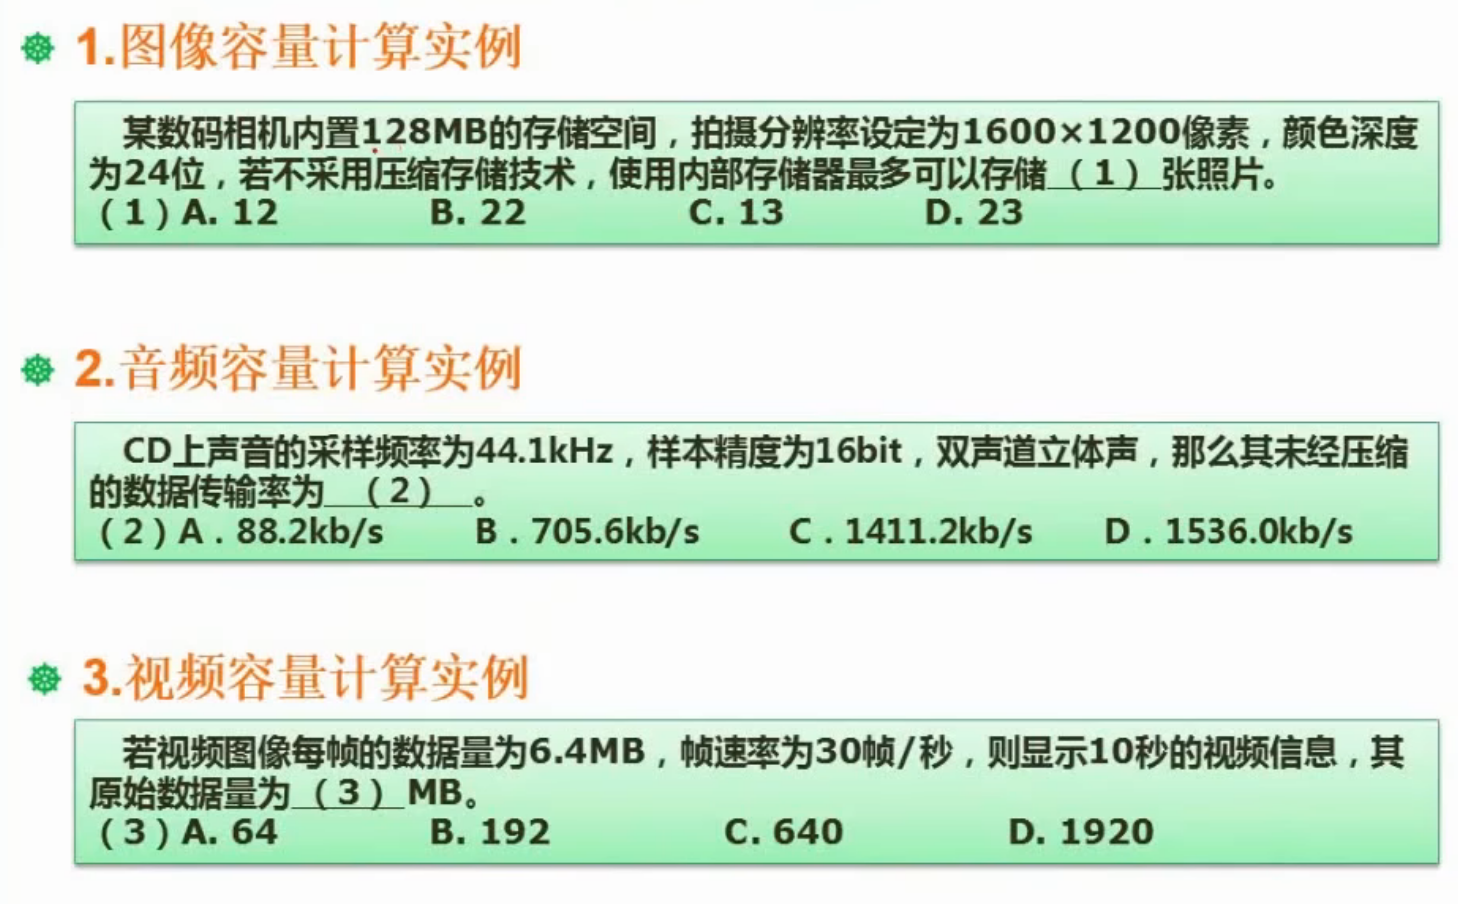 1.图像容量计算实例
某数码相机内置128MB的存储空间，拍摄分辨率设定为1600×1200像素，颜色深度
为24位，若不采用压缩存储技术，使用内部存储器最多可以存储（1）张照片。
（1）A. 12 B. 22 C. 13 D. 23
2.音频容量计算实例
CD上声音的采样频率为44.1kHz，样本精度为16bit，双声道立体声，那么其未经压缩
的数据传输率为（2）。
（2）A．88.2kb/s B．705.6kb/s C．1411.2kb/s D．1536.0kb/s
3.视频容量计算实例
若视频图像每帧的数据量为6.4MB，帧速率为30帧/秒，则显示10秒的视频信息，其
原始数据量为（3）MB。
（3）A. 64 B. 192 C. 640 D. 1920